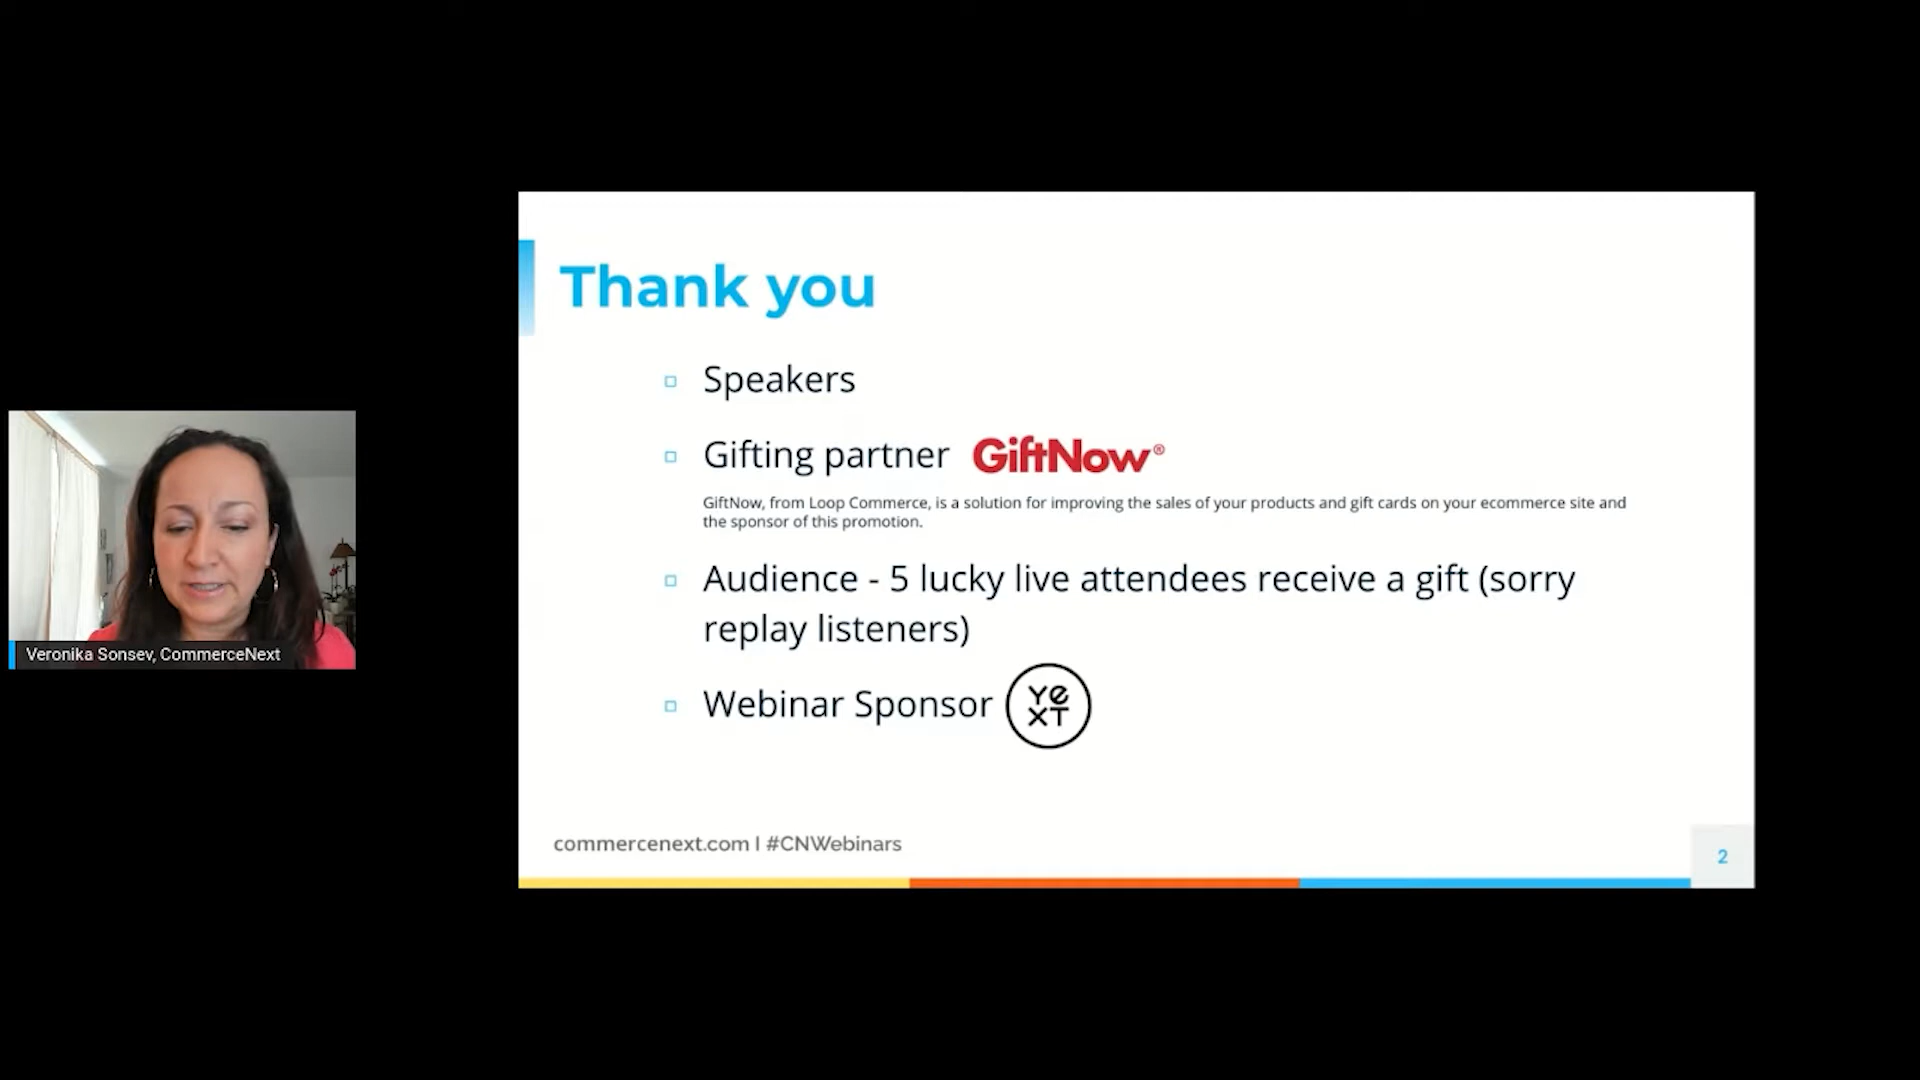 Thank you
Speakers
Gifting partner GiftNow®
GiftNow, from Loop Commerce, is a solution for improving the sales of your products and gift cards on your ecommerce site and
the sponsor of this promotion.
Audience - 5 lucky live attendees receive a gift (sorry
replay listeners)
Webinar Sponsor Ye
XT
commercenext.com I #CNWebinars
2
Veronika Sonsev, CommerceNext